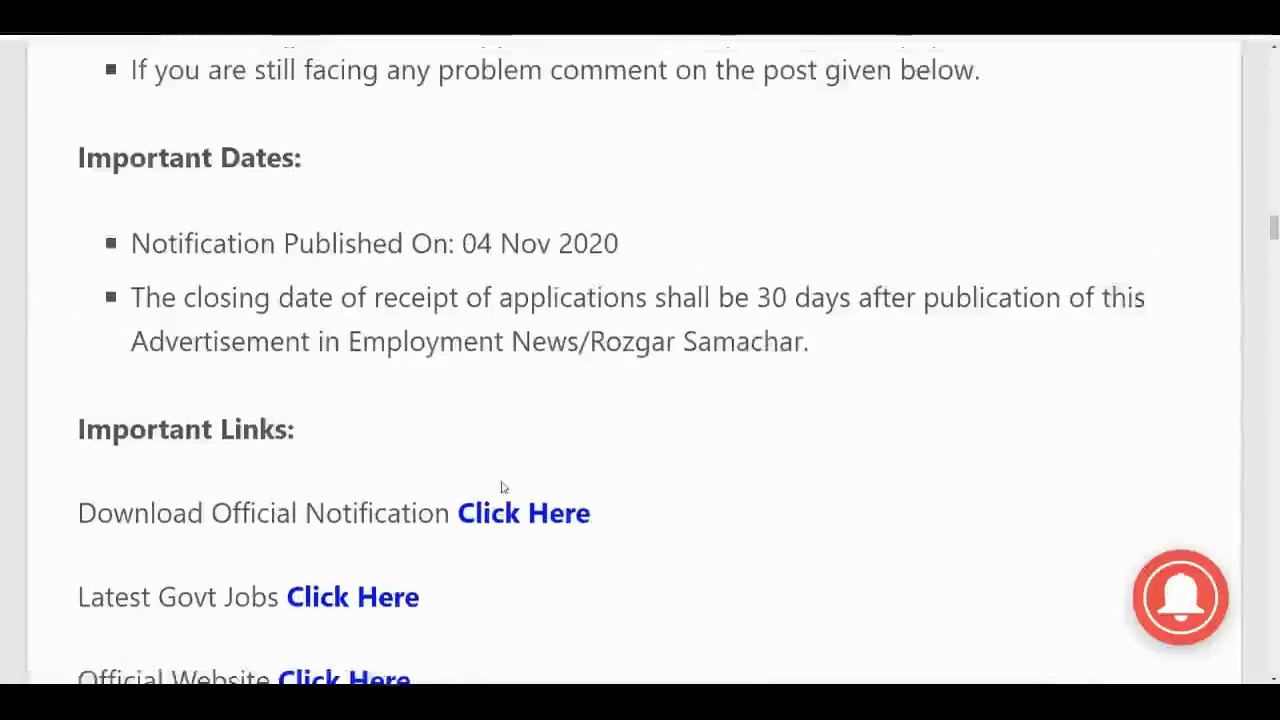 If you are still facing any problem comment on the post given below.
Important Dates:
Notification Published On: 04 Nov 2020
The closing date of receipt of applications shall be 30 days after publication of this
Advertisement in Employment News/Rozgar Samachar.
Important Links:
Download Official Notification Click Here
Latest Govt Jobs Click Here
Official Website Click Here